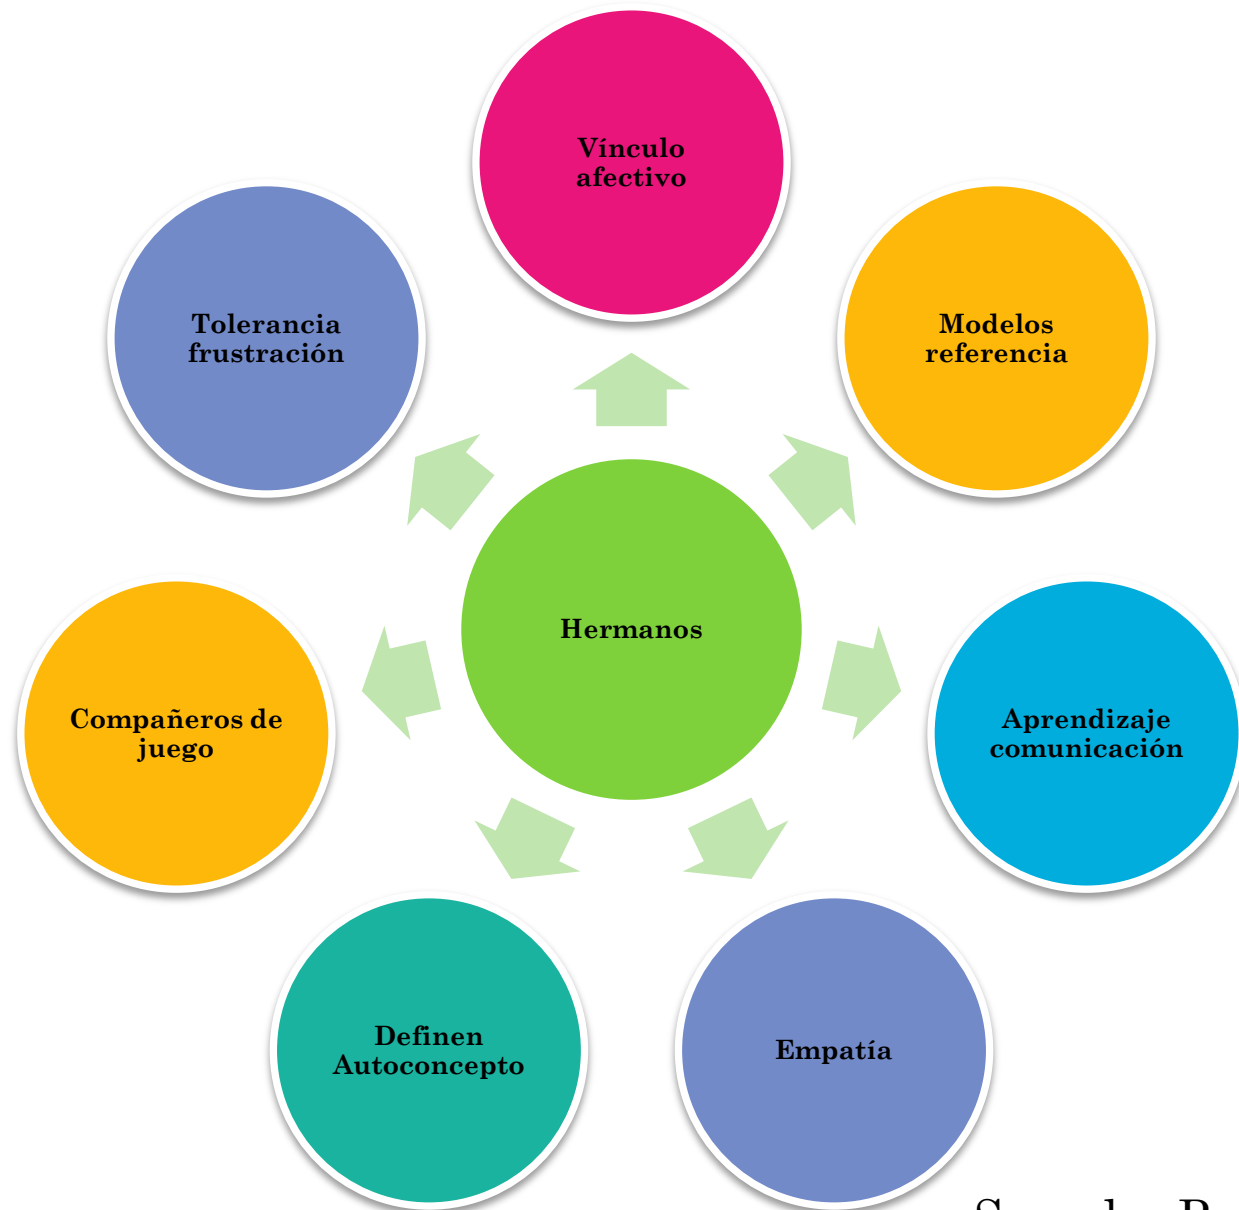 Vínculo
afectivo
Modelos
referencia
Aprendizaje
comunicación
Empatía
Definen
Autoconcepto
Compañeros de
juego
Tolerancia
frustración
Hermanos